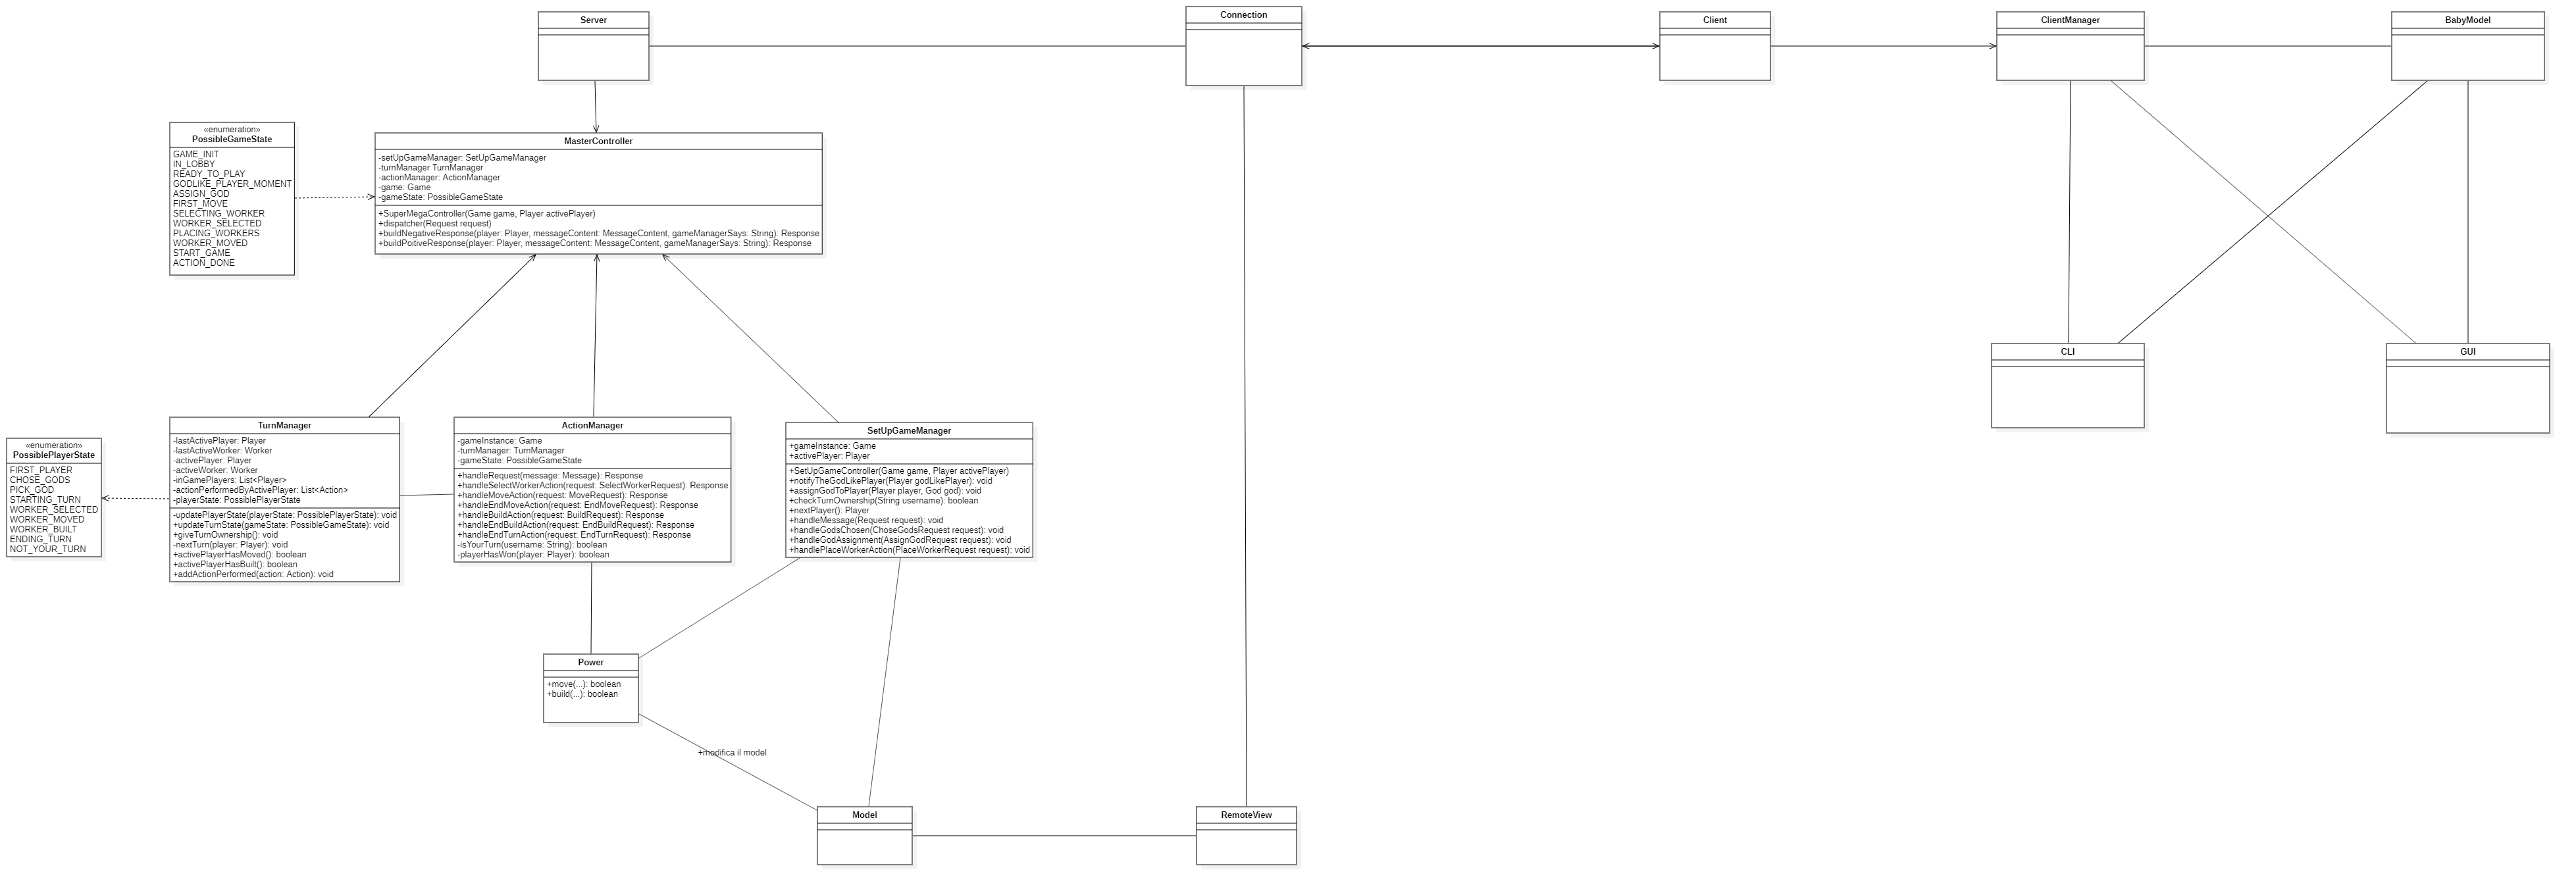 Server
Connection
Client
ClientManager
BabyModel
«enumeration»
PossibleGameState
GAME_INIT
IN_LOBBY
READY_TO_PLAY
GODLIKE_PLAYER_MOMENT
ASSIGN_GOD
FIRST_MOVE
SELECTING_WORKER
WORKER_SELECTED
PLACING_WORKERS
WORKER_MOVED
START_GAME
ACTION_DONE
MasterController
-setUpGameManager: SetUpGameManager
-turnManager TurnManager
-actionManager: ActionManager
-game: Game
-gameState: PossibleGameState
+SuperMegaController(Game game, Player activePlayer)
+dispatcher(Request request)
+buildNegativeResponse(player: Player, messageContent: MessageContent, gameManagerSays: String): Response
+buildPoitiveResponse(player: Player, messageContent: MessageContent, gameManagerSays: String): Response
CLI
GUI
«enumeration»
PossiblePlayerState
FIRST_PLAYER
CHOSE_GODS
PICK_GOD
STARTING_TURN
WORKER_SELECTED
WORKER_MOVED
WORKER_BUILT
ENDING_TURN
NOT_YOUR_TURN
TurnManager
-lastActivePlayer: Player
-lastActiveWorker: Worker
-activePlayer: Player
-activeWorker: Worker
-inGamePlayers: List<Player>
-actionPerformedByActivePlayer: List<Action>
-playerState: PossiblePlayerState
-updatePlayerState(playerState: PossiblePlayerState): void
+updateTurnState(gameState: PossibleGameState): void
+giveTurnOwnership(): void
-nextTurn(player: Player): void
+activePlayerHasMoved(): boolean
+activePlayerHasBuilt(): boolean
+addActionPerformed(action: Action): void
ActionManager
-gameInstance: Game
-turnManager: TurnManager
-gameState: PossibleGameState
+handleRequest(message: Message): Response
+handleSelectWorkerAction(request: SelectWorkerRequest): Response
+handleMoveAction(request: MoveRequest): Response
+handleEndMoveAction(request: EndMoveRequest): Response
+handleBuildAction(request: BuildRequest): Response
+handleEndBuildAction(request: EndBuildRequest): Response
+handleEndTurnAction(request: EndTurnRequest): Response
-isYourTurn(username: String): boolean
-playerHasWon(player: Player): boolean
SetUpGameManager
+gameInstance: Game
+activePlayer: Player
+SetUpGameController(Game game, Player activePlayer)
+notifyTheGodLikePlayer(Player godLikePlayer): void
+assignGodToPlayer(Player player, God god): void
+checkTurnOwnership(String username): boolean
+nextPlayer(): Player
+handleMessage(Request request): void
+handleGodsChosen(ChoseGodsRequest request): void
+handleGodAssignment(AssignGodRequest request): void
+handlePlaceWorkerAction(PlaceWorkerRequest request): void
Power
+move(...): boolean
+build(...): boolean
+modifica il model
Model
RemoteView